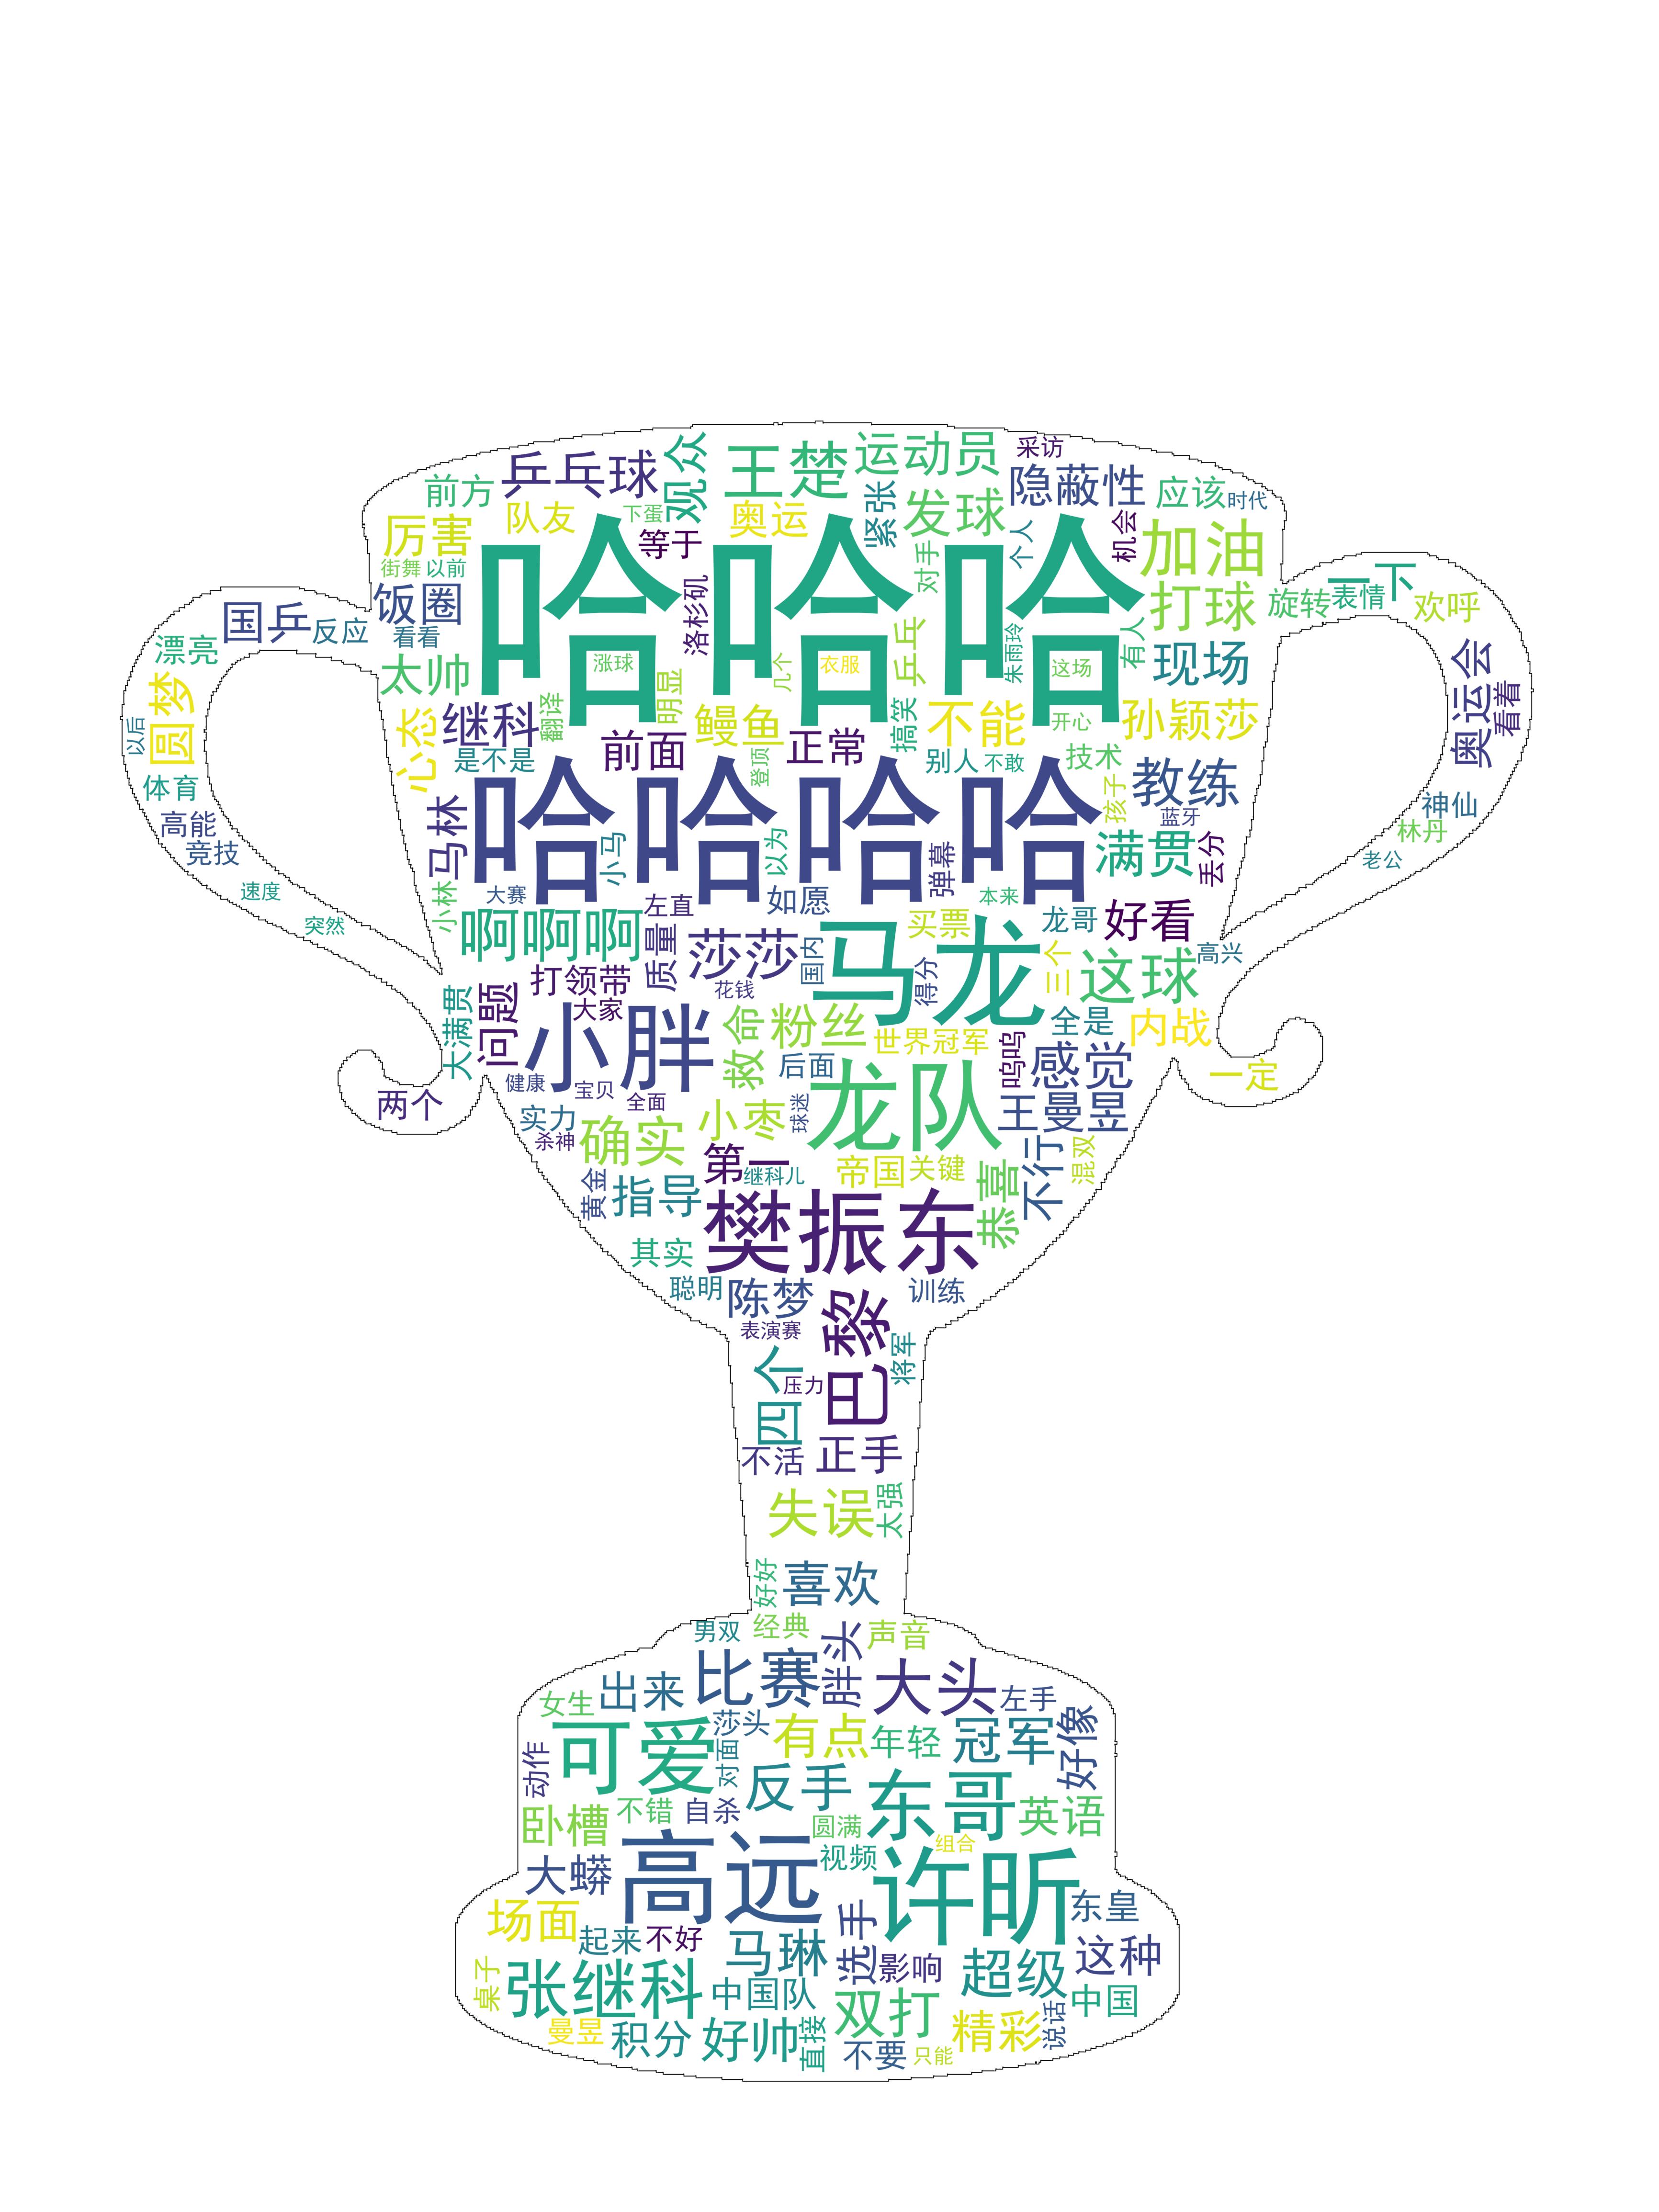 采访
乒乓球
观众
王楚
运动员
隐蔽性
前方
应该
时代
队友
下蛋
奥运
紧张
发球
厉害
等于
机会
加油
个人
对手
街舞
以前
哈哈哈
一下
饭圈
洛杉矶
打球
旋转
表情
欢呼
国乒
反应
看看
乒乓
有人
漂亮
太帅
涨球
几个
衣服
朱雨玲
这场
现场
奥运会
看着
圆梦
以后
心态
继科
翻译
明显
鳗鱼
搞笑
不能
开心
孙颖莎
前面
正常
是不是
登顶
别人
不敢
技术
体育
哈哈哈哈
孩子
教练
高能
马林
蓝牙
神仙
竞技
小马
以为
弹幕
满贯
丢分
林丹
老公
速度
小林
大赛
左直
如愿
本来
突然
啊啊啊
质量
莎莎
国内
马龙
买票
龙哥
好看
打领带
花钱
得分
三个
这球
高兴
大满贯
问题
大家
小胖
救命
粉丝
世界冠军
全是
内战
后面
呜呜
感觉
一定
健康
宝贝
全面
两个
实力
小枣
球迷
龙队
王曼昱
杀神
确实
第一
继科儿
帝国
关键
不行
混双
黄金
指导
樊振东
恭喜
其实
聪明
陈梦
巴黎
训练
表演赛
四个
压力
将军
不活
正手
失误
太强
好好
喜欢
男双
经典
胖头
声音
女生
出来
比赛
大头
左手
莎头
可爱
对面
有点
年轻
冠军
好像
动作
反手
东哥
卧槽
不错
自杀
圆满
英语
大蟒
高远
视频
组合
许昕
东皇
场面
起来
不好
马琳
选手
影响
超级
这种
桌子
张继科
中国队
双打
中国
曼昱
积分
好帅
直接
不要
精彩
只能
说话